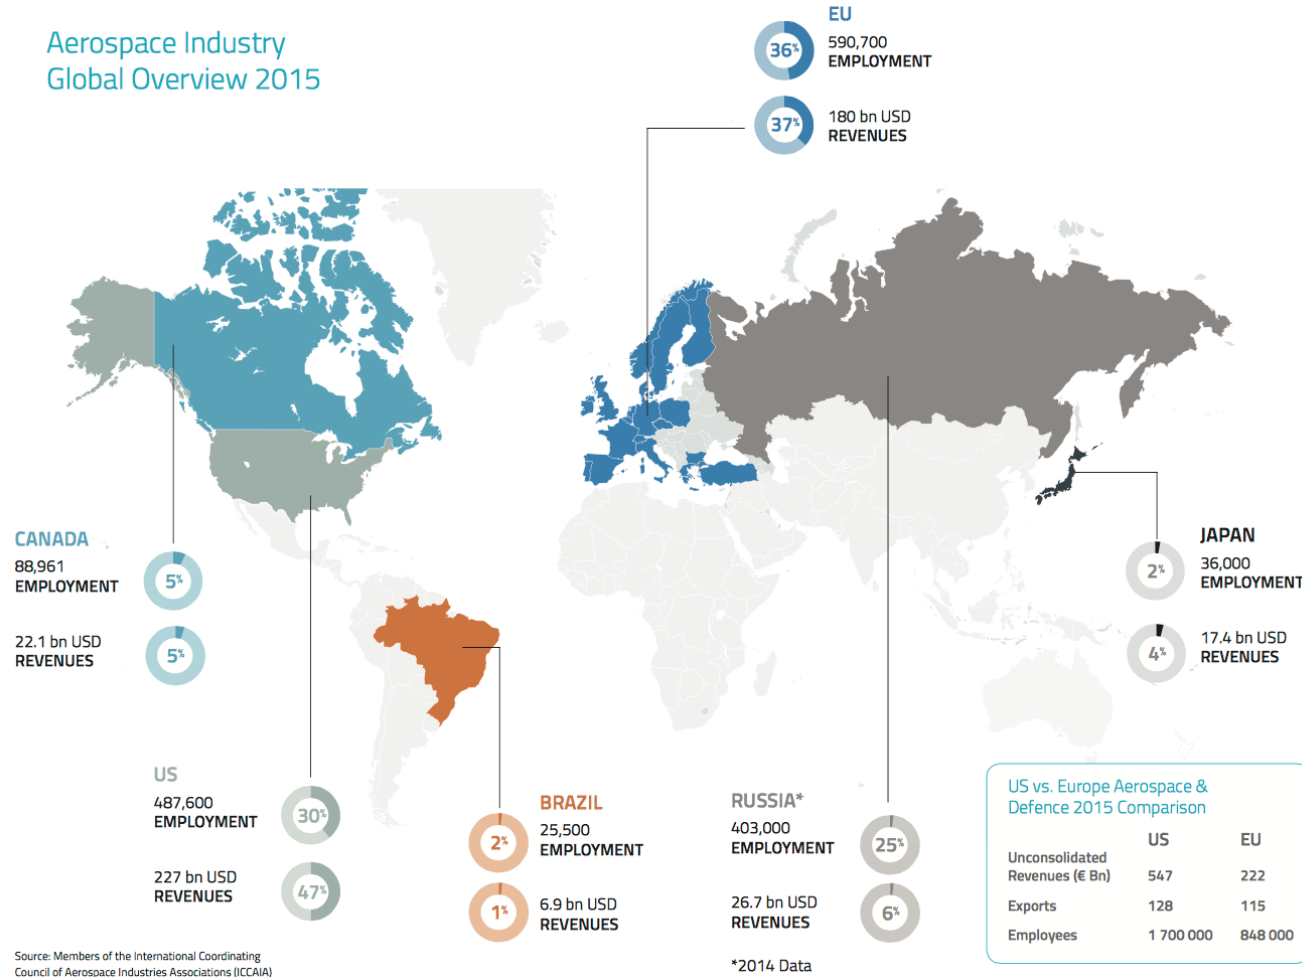 Aerospace Industry
Global Overview 2015
EU
36%
590,700
EMPLOYMENT
37%
180 bn USD
REVENUES
CANADA
88,961
EMPLOYMENT
5%
22.1 bn USD
REVENUES
5%
JAPAN
2%
36,000
EMPLOYMENT
4%
17.4 bn USD
REVENUES
US
487,600
EMPLOYMENT
30%
227 bn USD
REVENUES
47%
BRAZIL
2%
25,500
EMPLOYMENT
1%
6.9 bn USD
REVENUES
RUSSIA*
403,000
EMPLOYMENT
25%
26.7 bn USD
REVENUES
6%
*2014 Data
US vs. Europe Aerospace &
Defence 2015 Comparison
US EU
Unconsolidated
Revenues (€ Bn) 547 222
Exports 128 115
Employees 1 700 000 848 000
Source: Members of the International Coordinating
Council of Aerospace Industries Associations (ICCAIA)